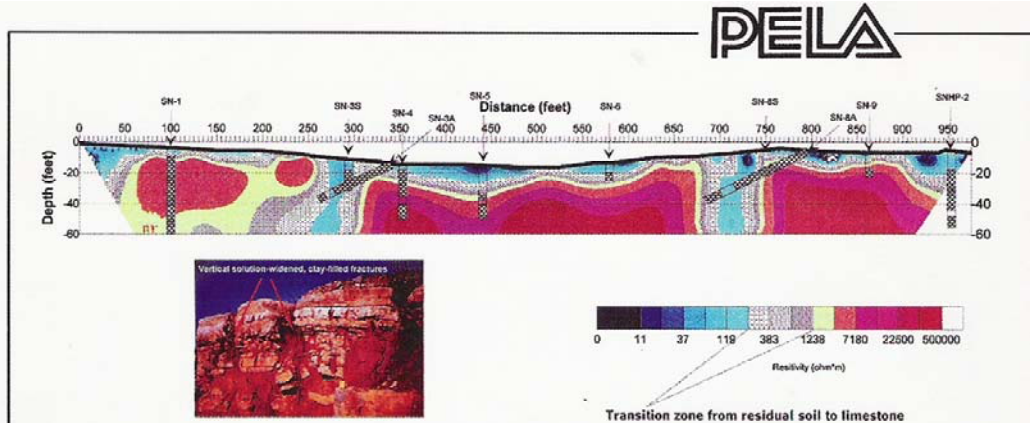 PELA
SN-1
SN-3S
SN-4
SN-3A
SN-5
Distance (feet)
SN-6
SN-8S
SN-8A
SN-9
SNHP-2
0 50 100 150 200 250 300 350 400 450 500 550 600 650 700 750 800 850 900 950
Depth (feet)
0 0
-20 -20
-40 -40
-60 -60
Vertical solution-widened, clay-filled fractures
0 11 37 119 383 1238 7180 22500 500000
Resitivity (ohm*m)
Transition zone from residual soil to limestone